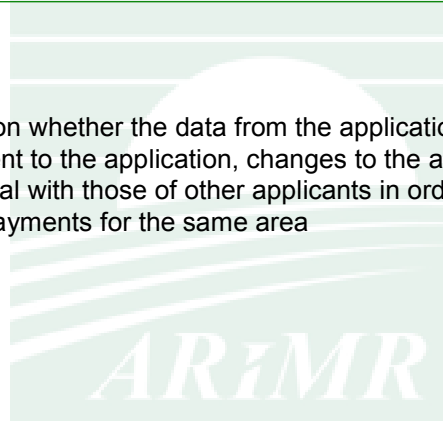 on whether the data from the applicatio
ent to the application, changes to the a
al with those of other applicants in ord
ayments for the same area
ARiMR